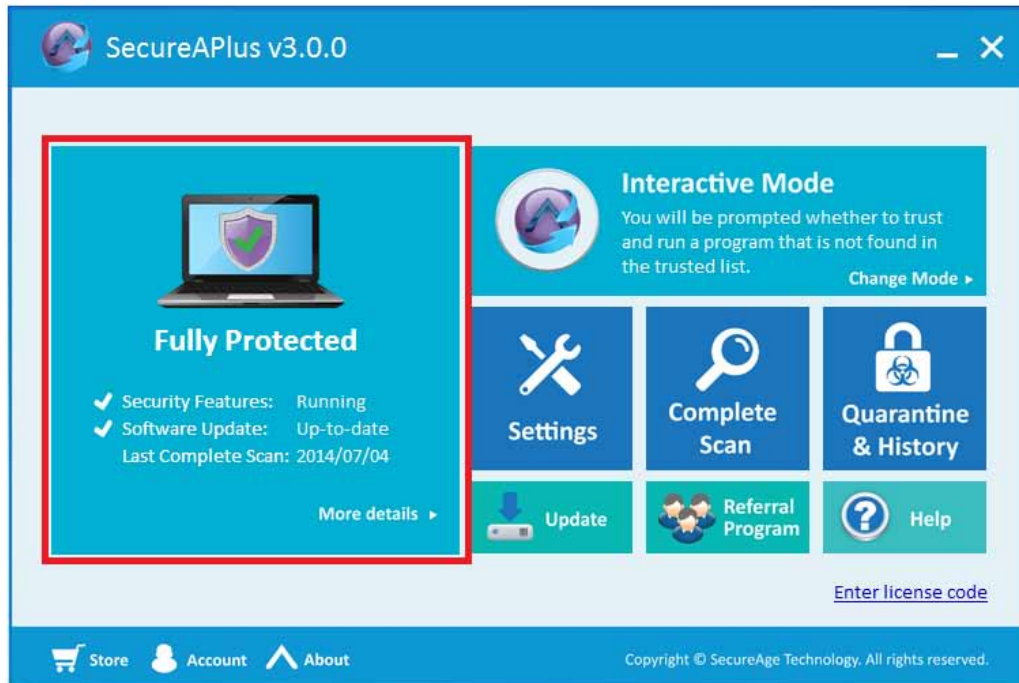 SecureAPlus v3.0.0
Fully Protected
Security Features: Running
Software Update: Up-to-date
Last Complete Scan: 2014/07/04
More details
Interactive Mode
You will be prompted whether to trust
and run a program that is not found in
the trusted list.
Change Mode
Settings
Complete
Scan
Quarantine
& History
Update
Referral
Program
Help
Enter license code
Store
Account
About
Copyright © SecureAge Technology. All rights reserved.